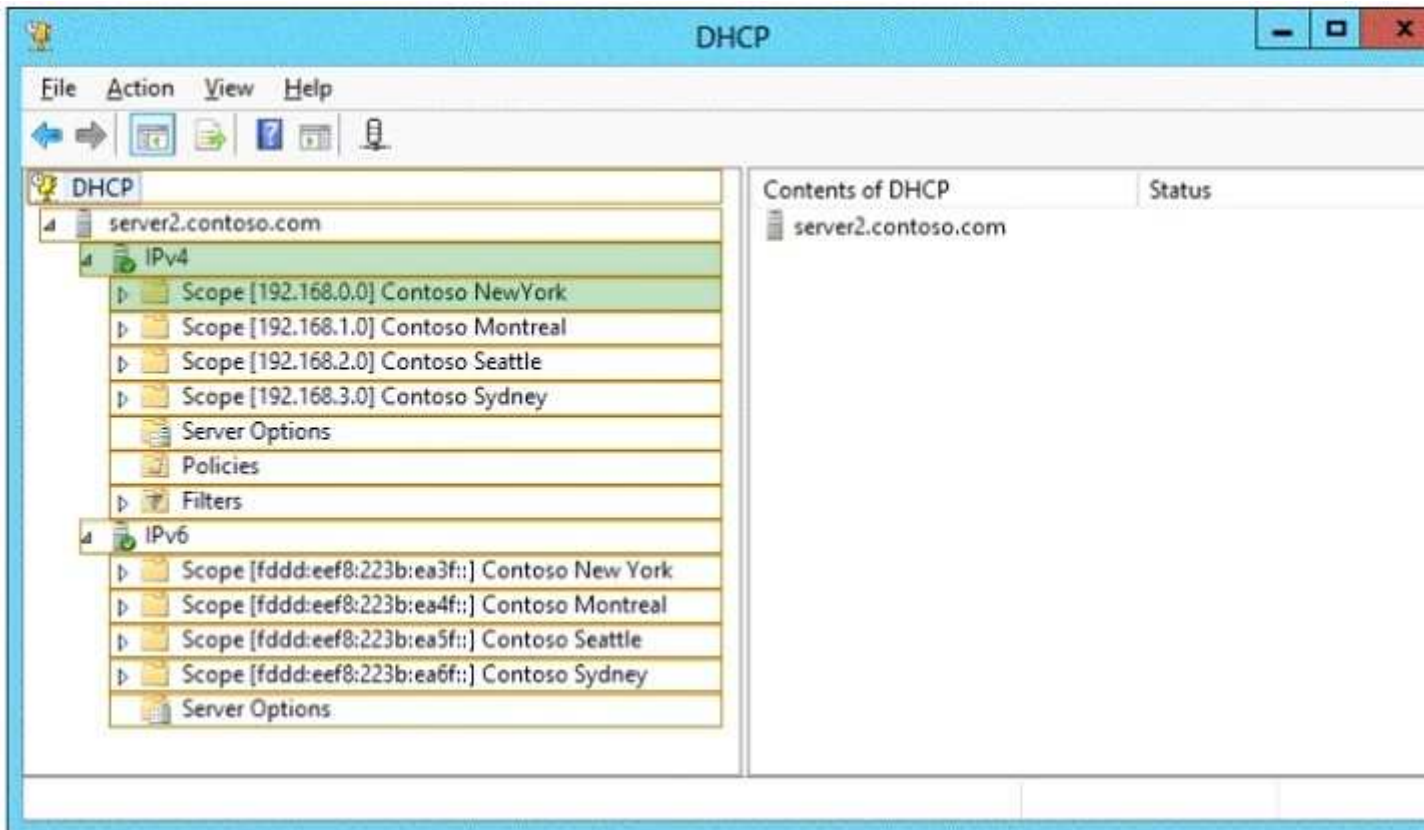 DHCP
File Action View Help
DHCP
server2.contoso.com
IPv4
Scope [192.168.0.0] Contoso NewYork
Scope [192.168.1.0] Contoso Montreal
Scope [192.168.2.0] Contoso Seattle
Scope [192.168.3.0] Contoso Sydney
Server Options
Policies
Filters
IPv6
Scope [fddd:eef8:223b:ea3f::] Contoso New York
Scope [fddd:eef8:223b:ea4f::] Contoso Montreal
Scope [fddd:eef8:223b:ea5f::] Contoso Seattle
Scope [fddd:eef8:223b:ea6f::] Contoso Sydney
Server Options
Contents of DHCP Status
server2.contoso.com